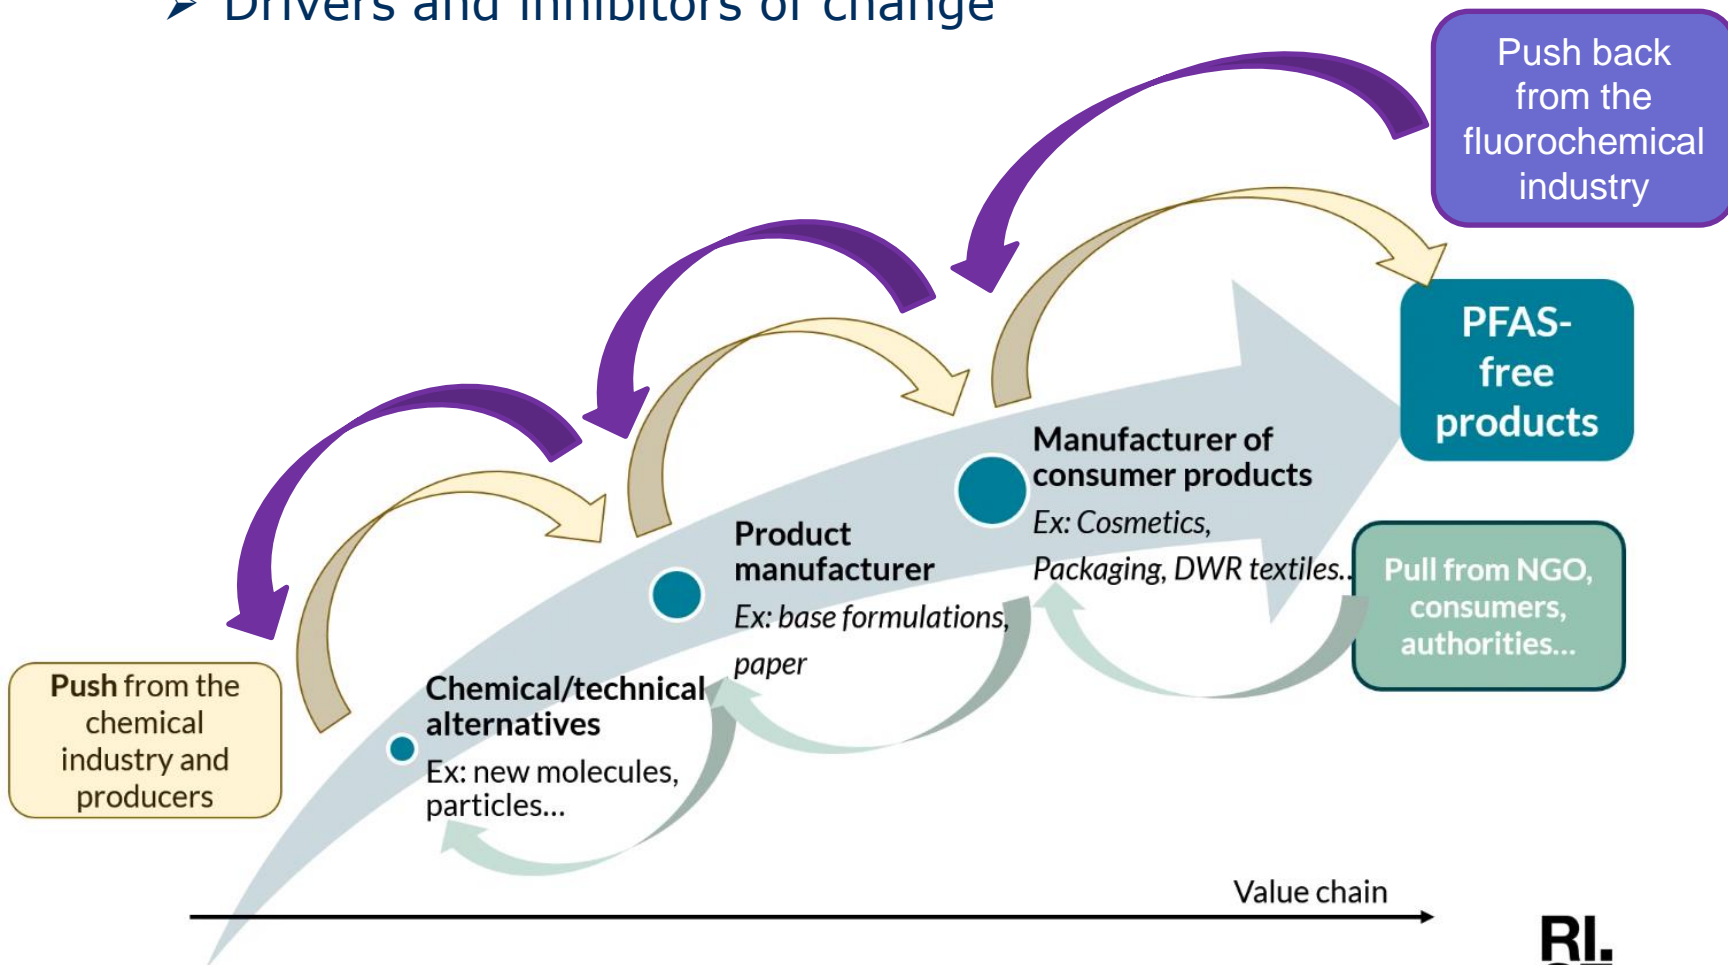 ➢ Drivers and inhibitors of change
Push back
from the
fluorochemical
industry
PFAS-
free
products
Manufacturer of
consumer products
Ex: Cosmetics,
Packaging, DWR textiles..
Pull from NGO,
consumers,
authorities...
Product
manufacturer
Ex: base formulations,
paper
Chemical/technical
alternatives
Ex: new molecules,
particles...
Push from the
chemical
industry and
producers
Value chain
RI.